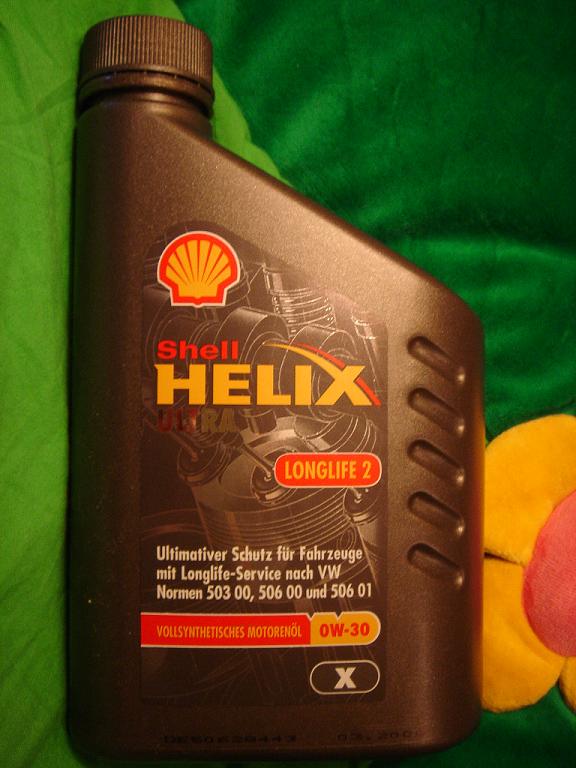 Shell
HELIX
ULTRA
LONGLIFE 2
Ultimativer Schutz für Fahrzeuge
mit Longlife-Service nach VW
Normen 503 00, 506 00 und 506 01
VOLLSYNTHETISCHES MOTORENÖL 0W-30
X